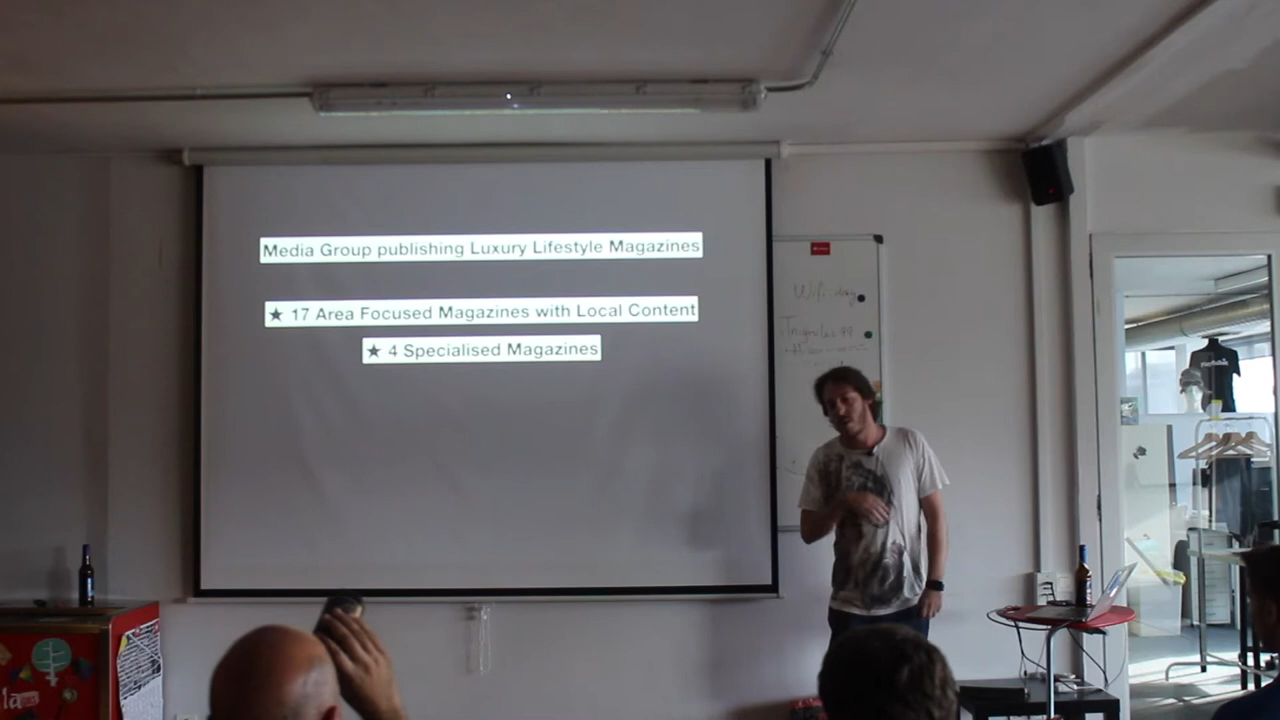 Media Group publishing Luxury Lifestyle Magazines
★ 17 Area Focused Magazines with Local Content
★ 4 Specialised Magazines